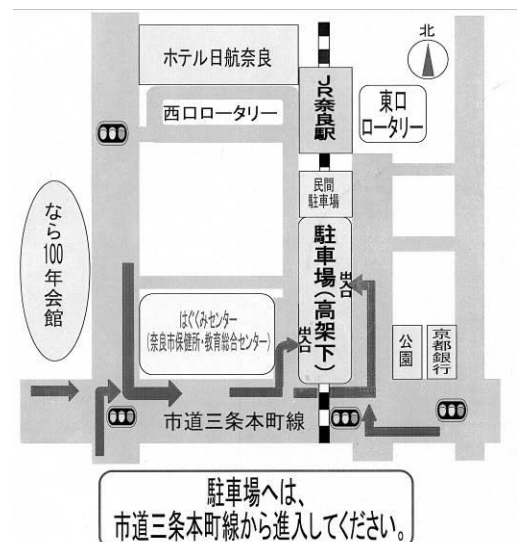 ホテル日航奈良
北
JR奈良駅
東口
ロータリー
西口ロータリー
民間
駐車場
なら100年会館
駐車場(高架下)
出入口
出入口
はぐくみセンター
(奈良市保健所・教育総合センター)
公園
京都銀行
市道三条本町線
駐車場へは、
市道三条本町線から進入してください。